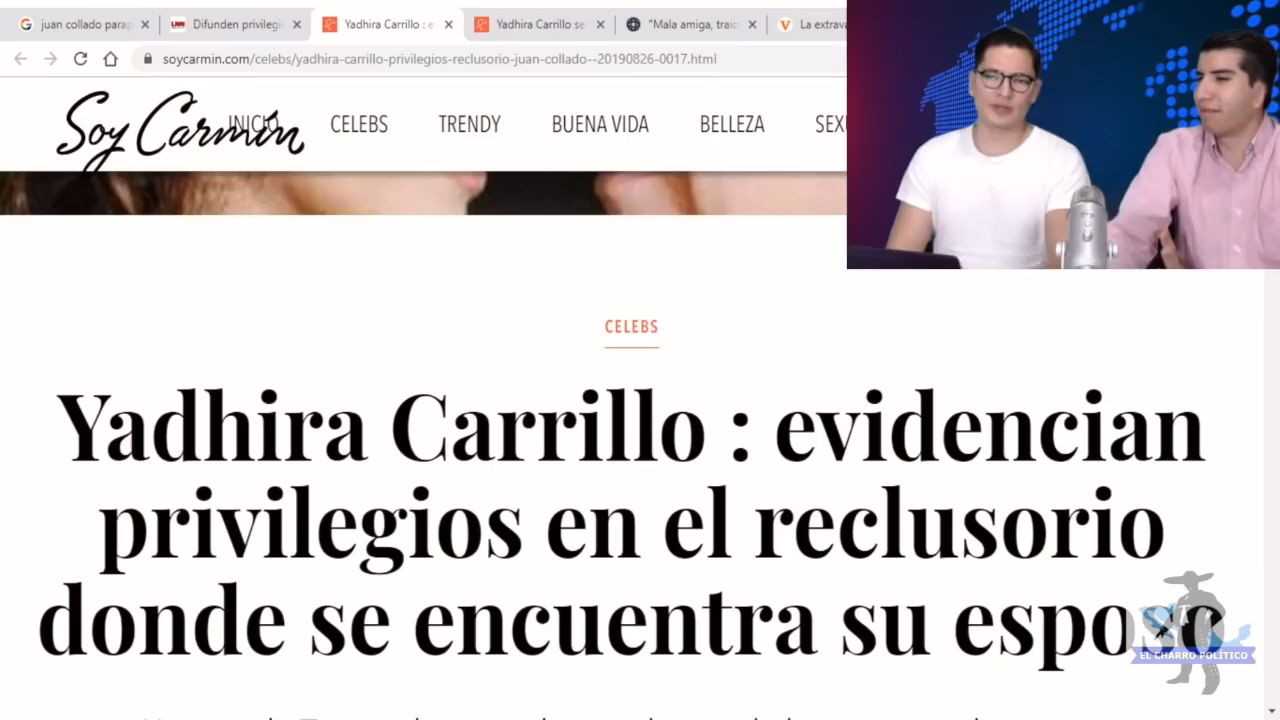 juan collado parap
Difunden privilegi
Yadhira Carrillo : e
Yadhira Carrillo se
"Mala amiga, traic
La extrava
soycarmin.com/celebs/yadhira-carrillo-privilegios-reclusorio-juan-collado--20190826-0017.html
Soy Carmín
INICIO
CELEBS
TRENDY
BUENA VIDA
BELLEZA
CELEBS
Yadhira Carrillo : evidencian
privilegios en el reclusorio
donde se encuentra su esposo
EL CHARRO POLITICO